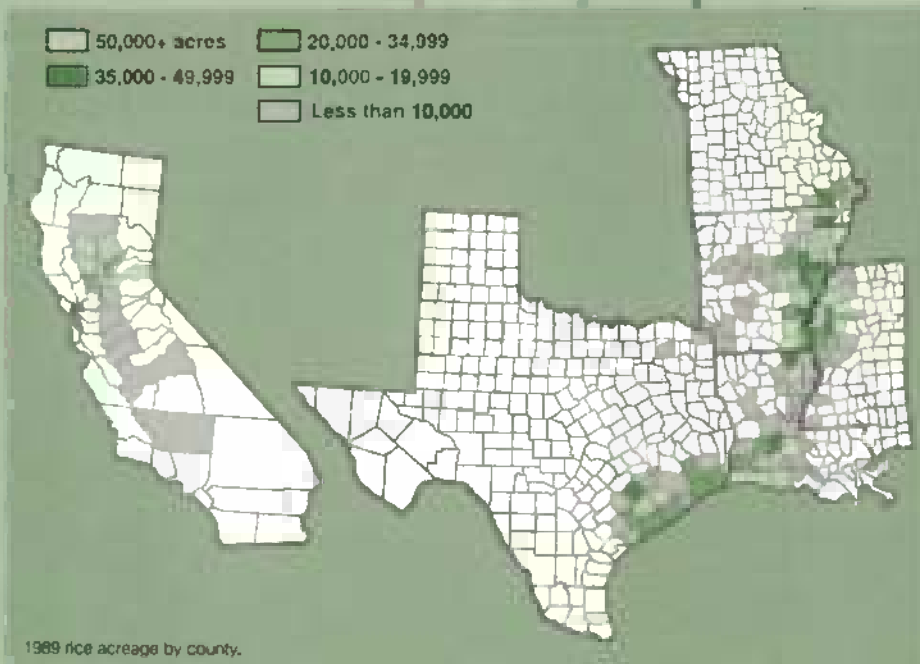 50,000+ acres
20,000 - 34,999
35,000 - 49,999
10,000 - 19,999
Less than 10,000
1989 rice acreage by county.